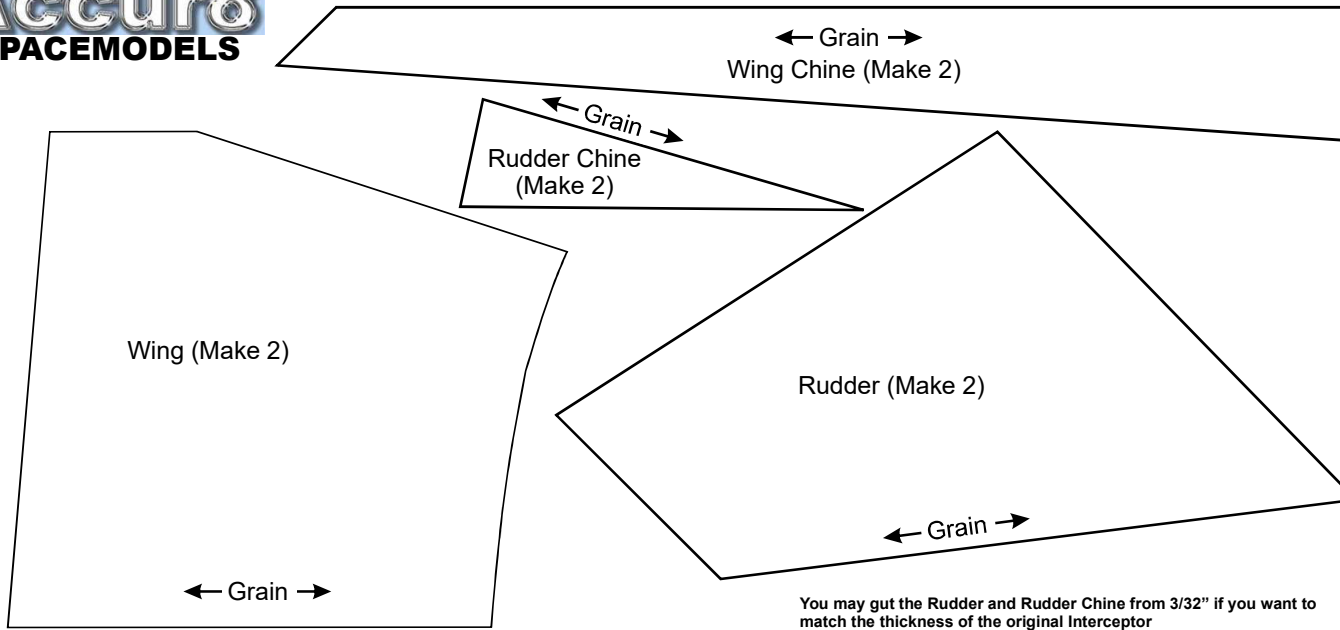 Accuro
PACEMODELS
Grain
Wing Chine (Make 2)
Grain
Rudder Chine
(Make 2)
Wing (Make 2)
Rudder (Make 2)
Grain
Grain
You may gut the Rudder and Rudder Chine from 3/32” if you want to
match the thickness of the original Interceptor